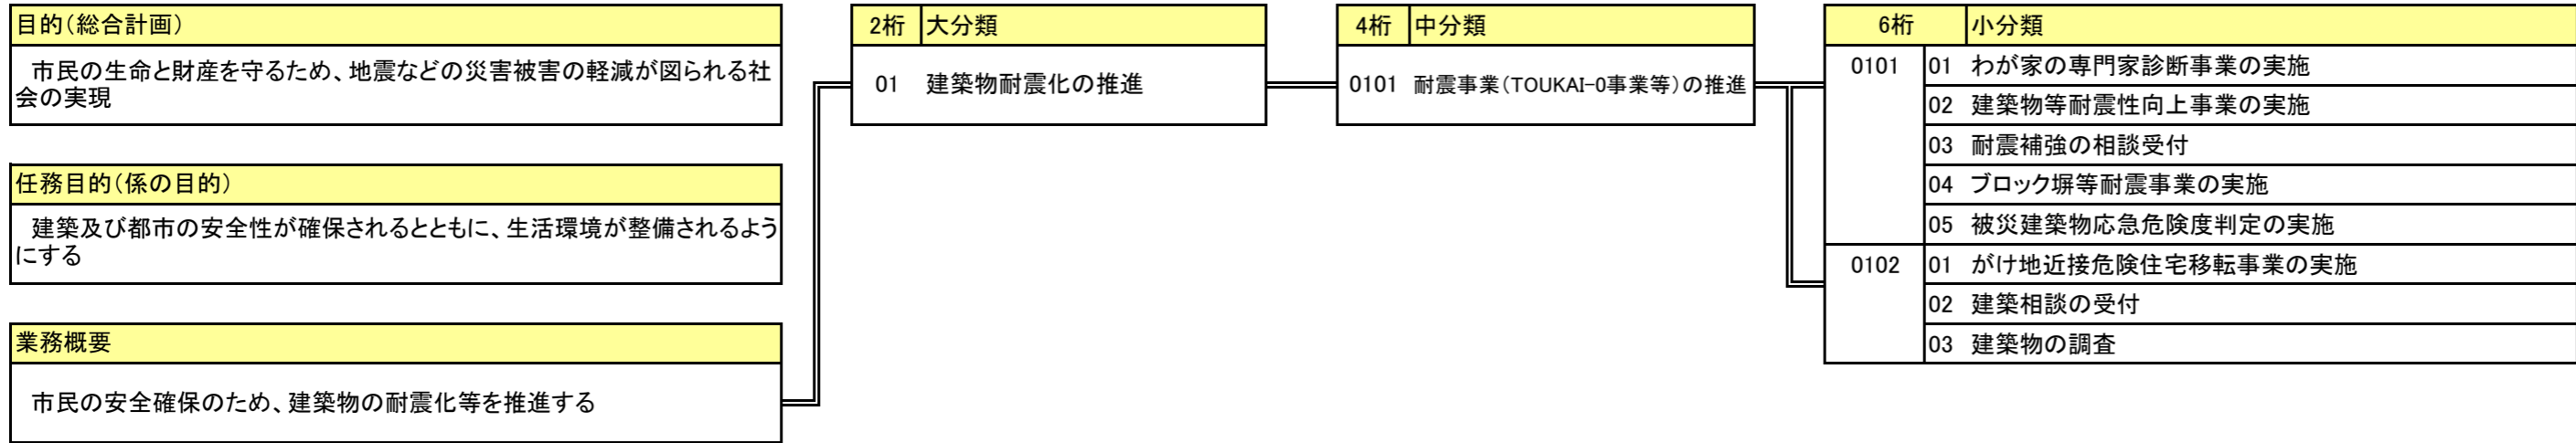 目的(総合計画)
市民の生命と財産を守るため、地震などの災害被害の軽減が図られる社
会の実現
任務目的(係の目的)
建築及び都市の安全性が確保されるとともに、生活環境が整備されるよう
にする
業務概要
市民の安全確保のため、建築物の耐震化等を推進する
2桁 大分類
01 建築物耐震化の推進
4桁 中分類
0101 耐震事業(TOUKAI-0事業等)の推進
6桁 小分類
0101 01 わが家の専門家診断事業の実施
02 建築物等耐震性向上事業の実施
03 耐震補強の相談受付
04 ブロック塀等耐震事業の実施
05 被災建築物応急危険度判定の実施
0102 01 がけ地近接危険住宅移転事業の実施
02 建築相談の受付
03 建築物の調査